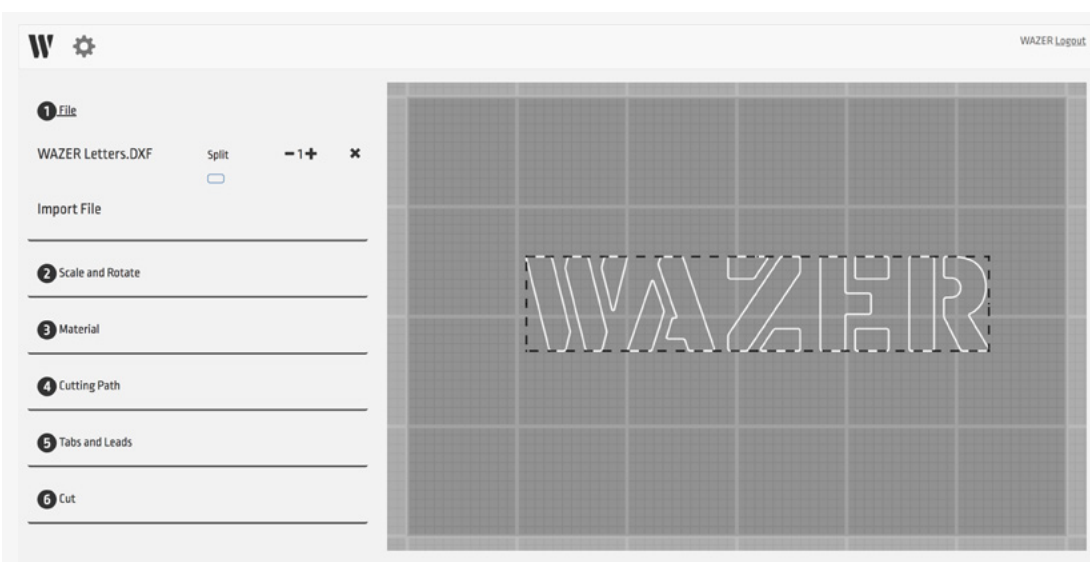 W
WAZER Logout
1 File
WAZER Letters.DXF Split 1
Import File
2 Scale and Rotate
3 Material
4 Cutting Path
5 Tabs and Leads
6 Cut
WAZER